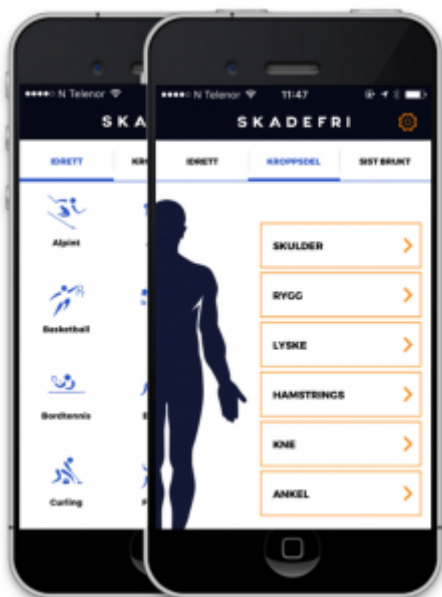 N Telenor
SKA
IDRETT
Alpint
Basketball
Bordtennis
Curling
N Telenor 11:47
SKADEFRI
IDRETT KROPPSDEL SIST BRUKT
SKULDER
RYGG
LYSKE
HAMSTRINGS
KNE
ANKEL